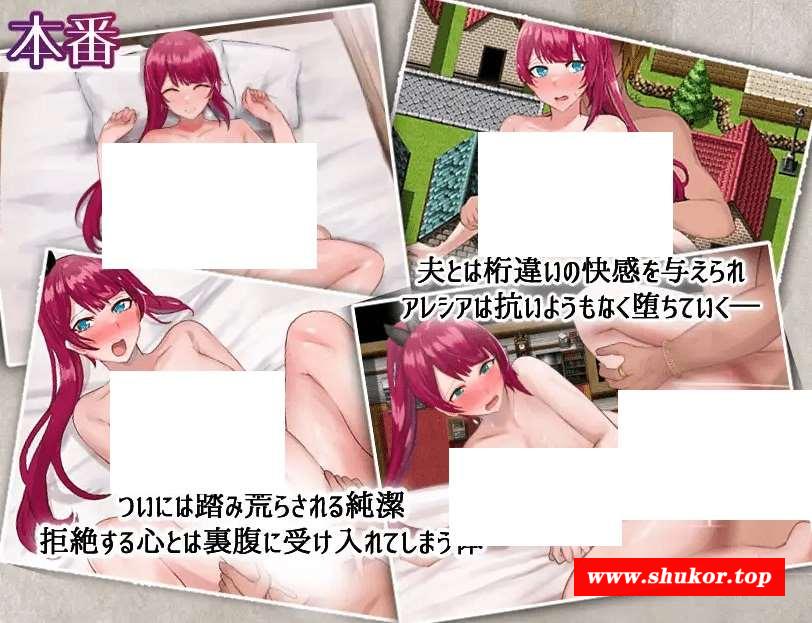 本番
夫とは桁違いの快感を与えられ
アレシアは抗いようもなく堕ちていく―
ついには踏み荒らされる純潔
拒絶する心とは裏腹に受け入れてしまう体
www.shukor.top